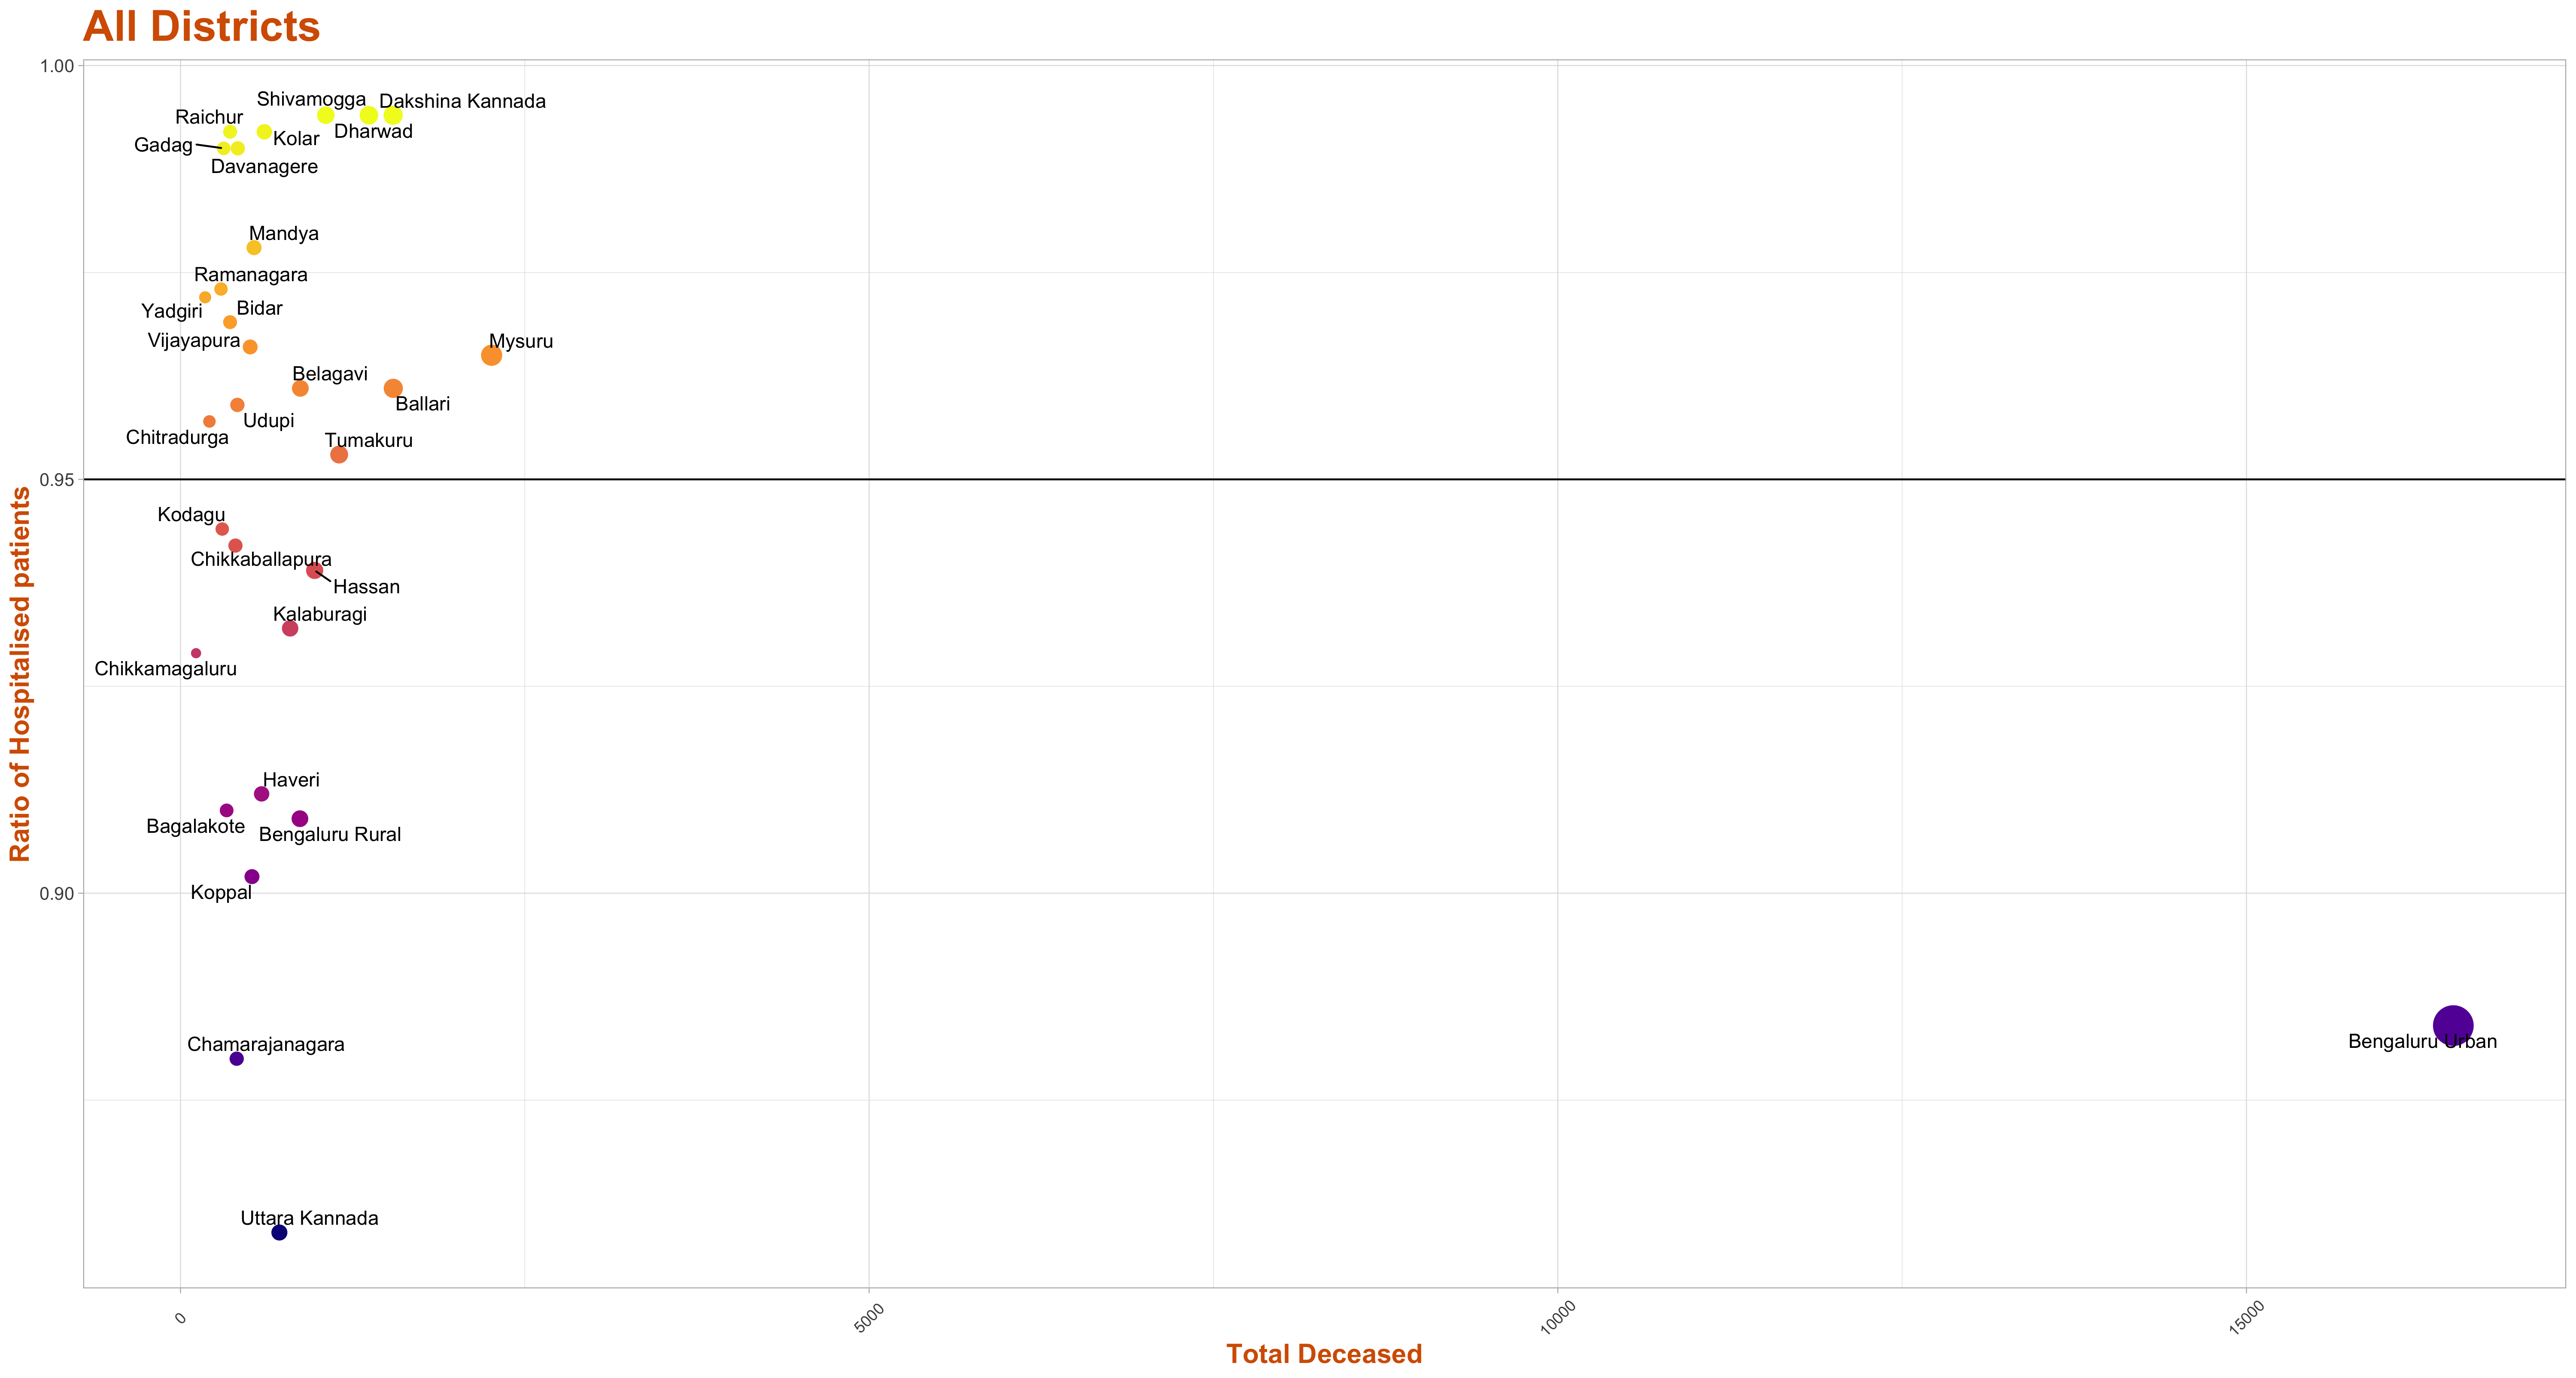 All Districts
1.00
Shivamogga
Dakshina Kannada
Raichur
Dharwad
Kolar
Gadag
Davanagere
Mandya
Ramanagara
Yadgiri
Bidar
Vijayapura
Mysuru
Belagavi
Ballari
Udupi
Chitradurga
Tumakuru
0.95
Kodagu
Chikkaballapura
Hassan
Kalaburagi
Chikkamagaluru
Haveri
Bagalakote
Bengaluru Rural
Koppal
0.90
Bengaluru Urban
Chamarajanagara
Uttara Kannada
Ratio of Hospitalised patients
0
5000
10000
15000
Total Deceased